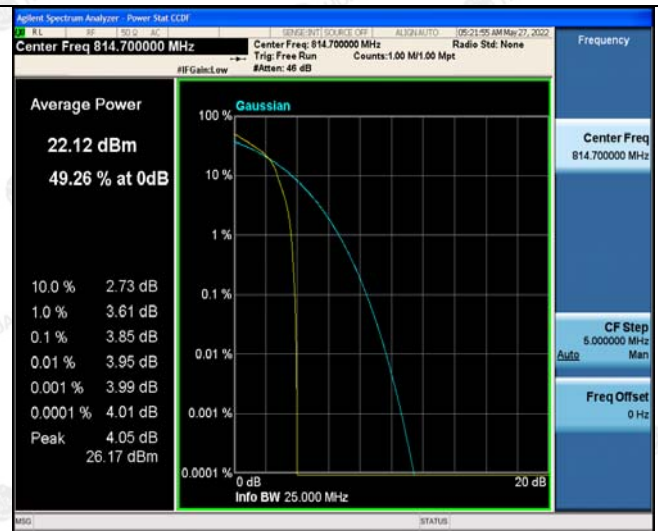 Agilent Spectrum Analyzer - Power Stat CCDF
RL RF 50 Ω AC SENSE:INT SOURCE OFF ALIGNAUTO 05:21:55 AM May 27, 2022
Center Freq 814.700000 MHz
Center Freq: 814.700000 MHz Radio Std: None
Trig: Free Run Counts:1.00 M/1.00 Mpt
#IFGain:Low #Atten: 46 dB
Frequency
Average Power
22.12 dBm
49.26 % at 0dB
10.0 % 2.73 dB
1.0 % 3.61 dB
0.1 % 3.85 dB
0.01 % 3.95 dB
0.001 % 3.99 dB
0.0001 % 4.01 dB
Peak 4.05 dB
26.17 dBm
Gaussian
100 %
10 %
1 %
0.1 %
0.01 %
0.001 %
0.0001 %
0 dB 20 dB
Info BW 25.000 MHz
Center Freq
814.700000 MHz
CF Step
5.000000 MHz
Auto Man
Freq Offset
0 Hz
MSG STATUS